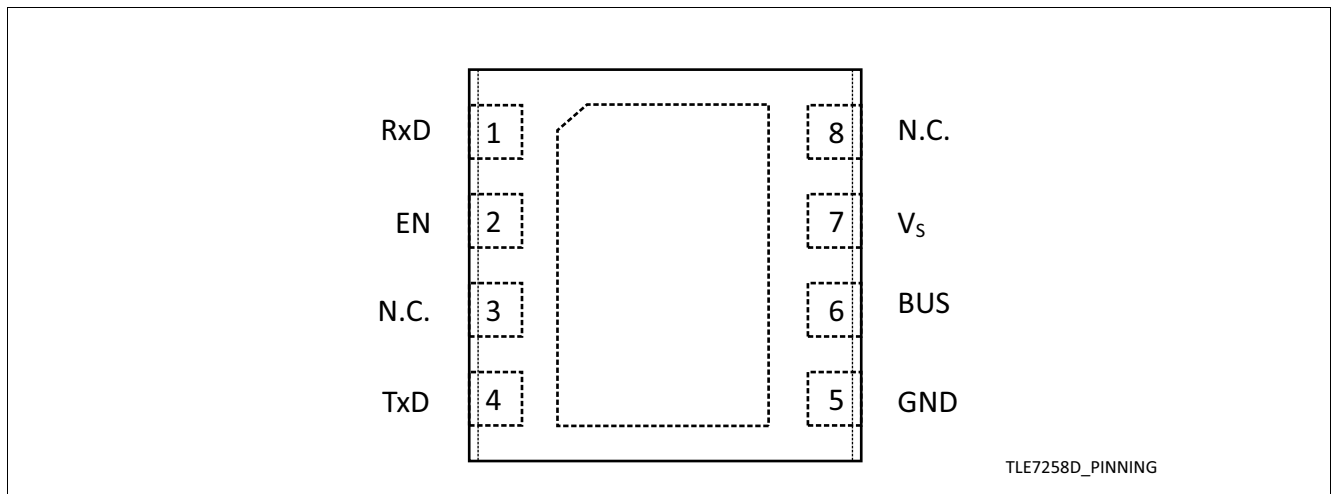 RxD 1 8 N.C.
EN 2 7 VS
N.C. 3 6 BUS
TxD 4 5 GND
TLE7258D_PINNING